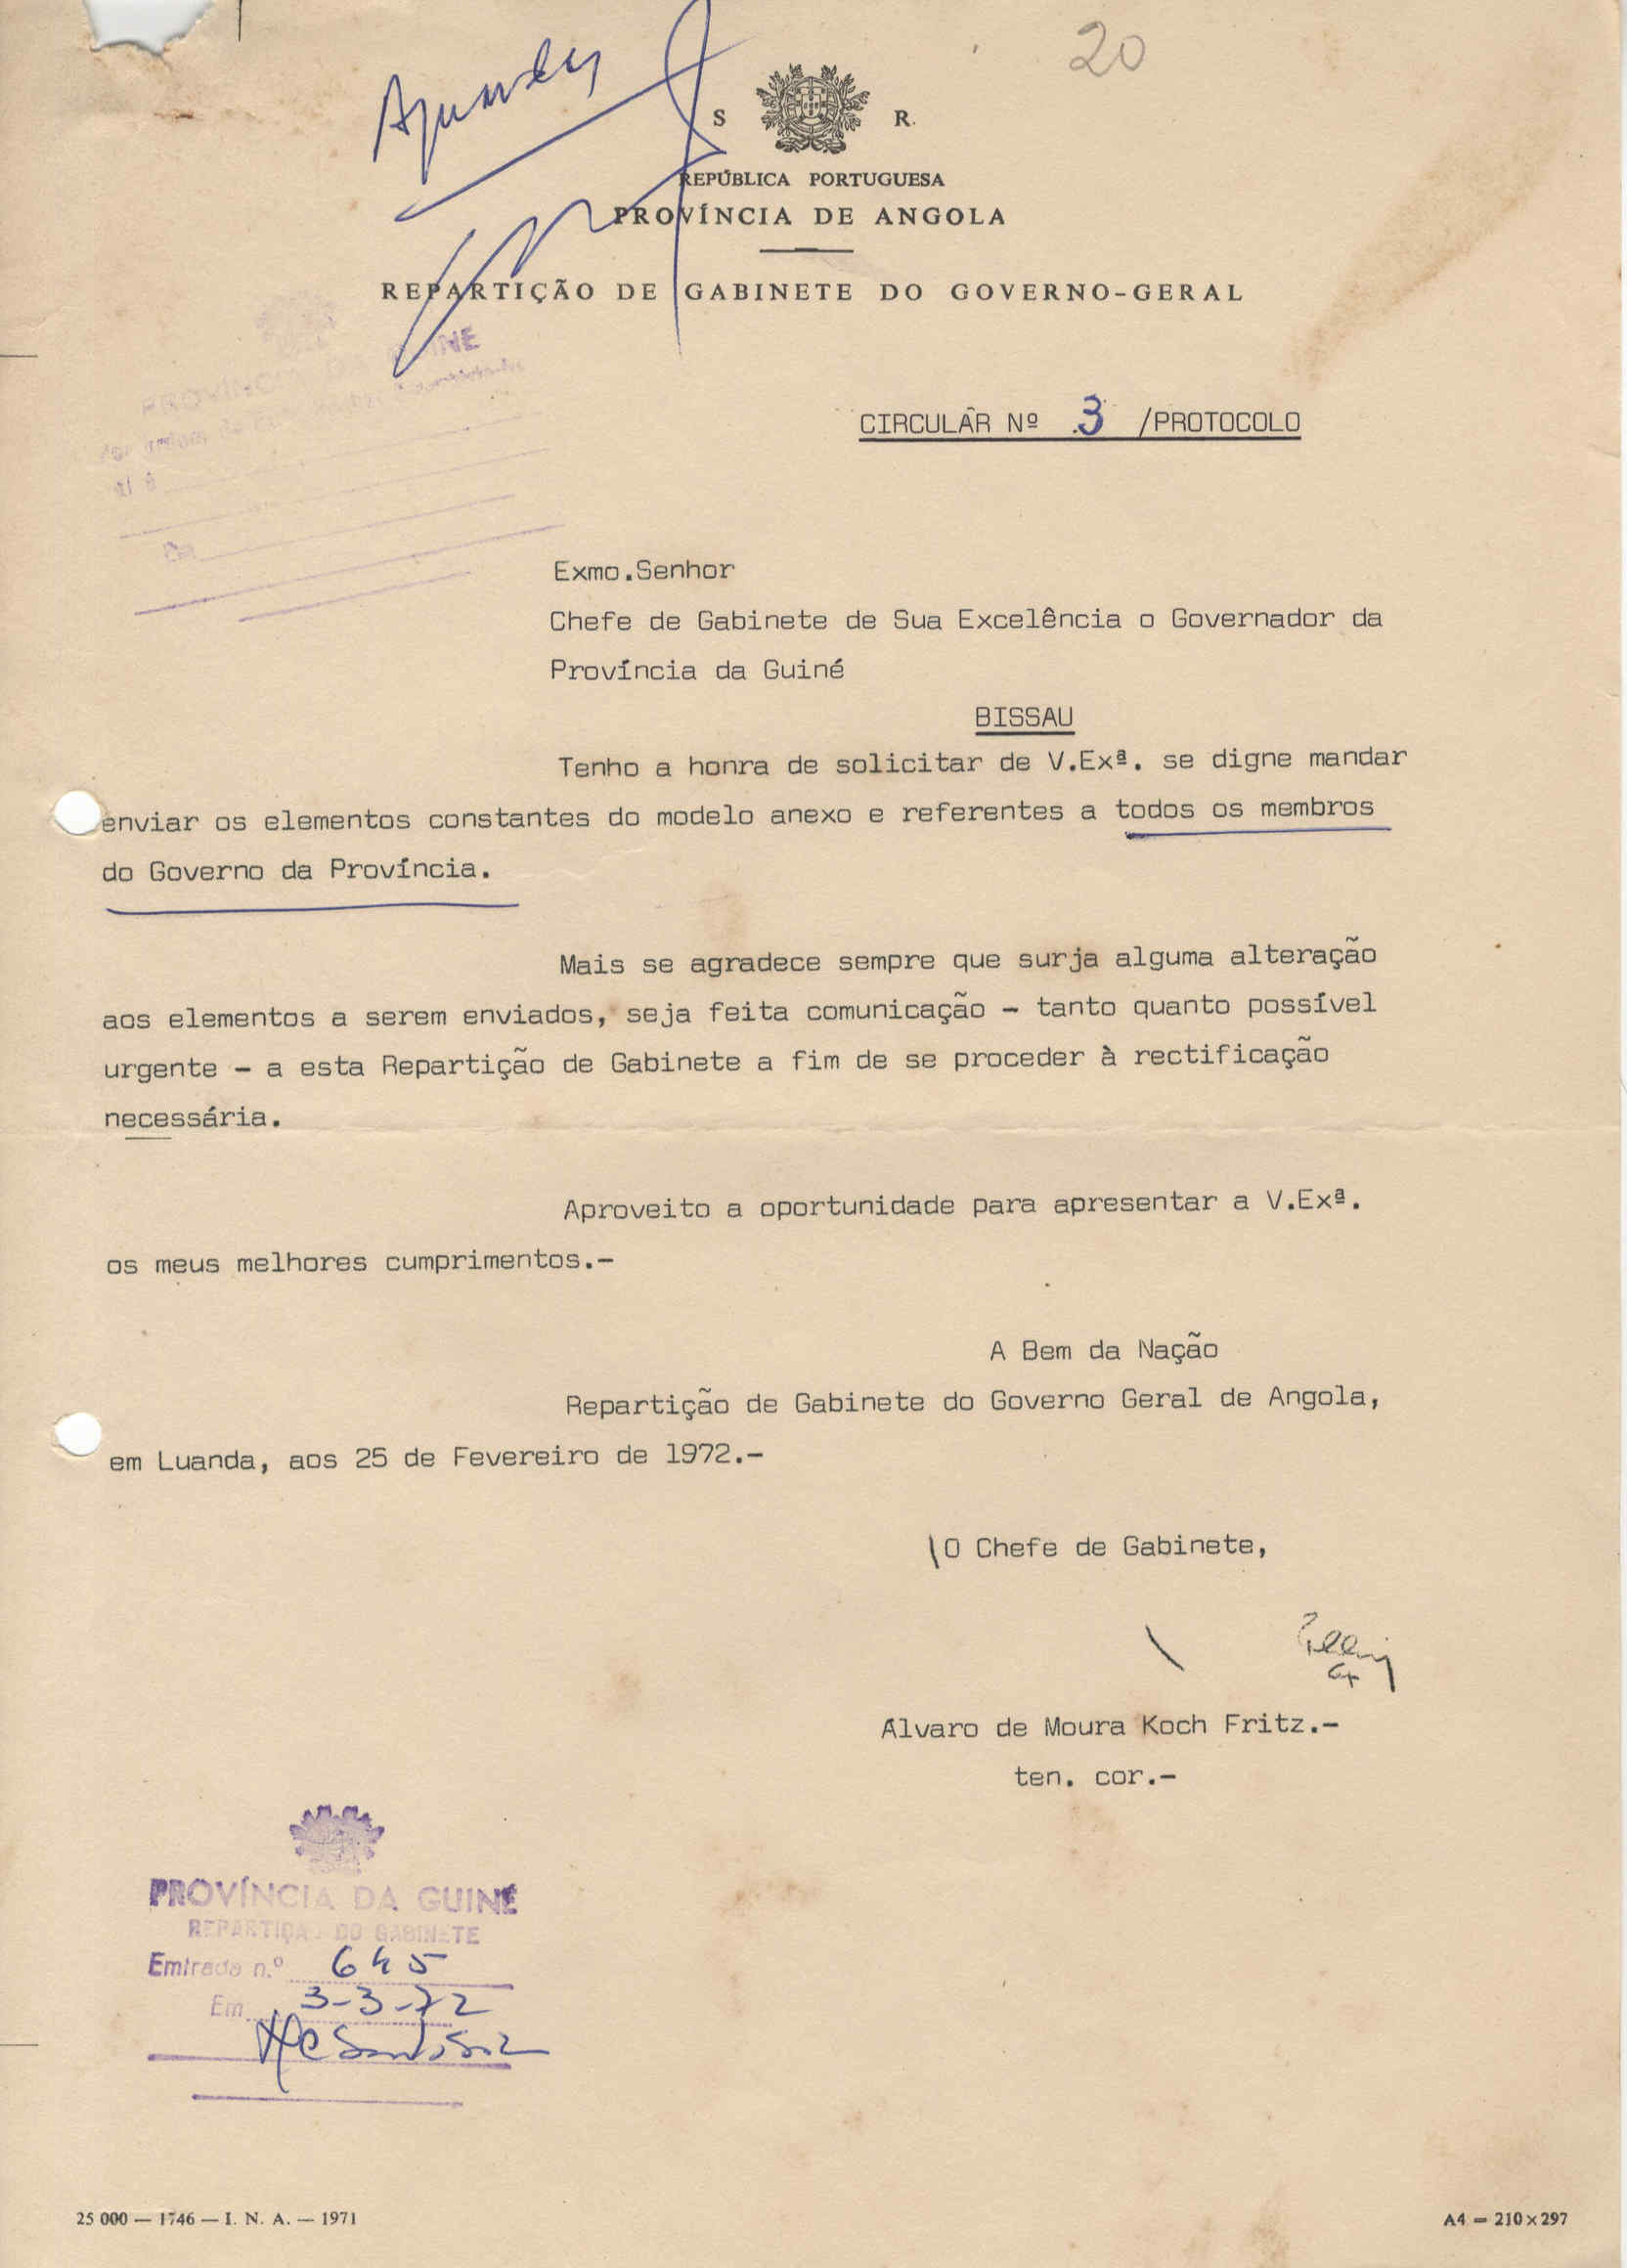 20
S R.
REPÚBLICA PORTUGUESA
PROVÍNCIA DE ANGOLA
REPARTIÇÃO DE GABINETE DO GOVERNO-GERAL
PROVÍNCIA DA GUINÉ
CIRCULAR Nº 3 /PROTOCOLO
Exmo.Senhor
Chefe de Gabinete de Sua Excelência o Governador da
Província da Guiné
BISSAU
Tenho a honra de solicitar de V.Exª. se digne mandar
enviar os elementos constantes do modelo anexo e referentes a todos os membros
do Governo da Província.
Mais se agradece sempre que surja alguma alteração
aos elementos a serem enviados, seja feita comunicação - tanto quanto possível
urgente - a esta Repartição de Gabinete a fim de se proceder à rectificação
necessária.
Aproveito a oportunidade para apresentar a V.Exª.
os meus melhores cumprimentos.-
A Bem da Nação
Repartição de Gabinete do Governo Geral de Angola,
em Luanda, aos 25 de Fevereiro de 1972.-
O Chefe de Gabinete,
Alvaro de Moura Koch Fritz.-
ten. cor.-
PROVÍNCIA DA GUINÉ
REPARTIÇÃO DO GABINETE
Entrada n.º 645
Em 3-3-72
25 000 — 1746 — I. N. A. — 1971
A4 = 210×297